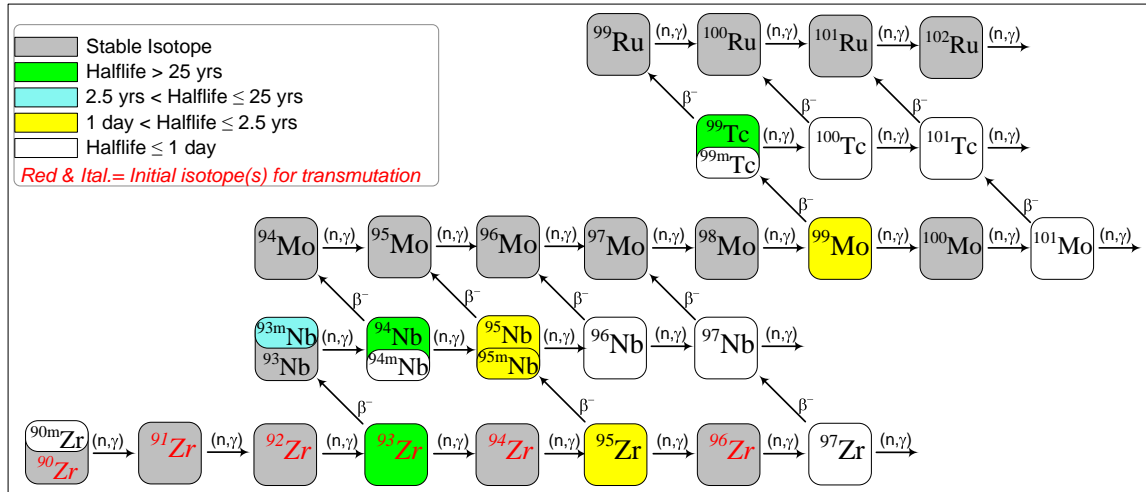 Stable Isotope
Halflife > 25 yrs
2.5 yrs < Halflife ≤ 25 yrs
1 day < Halflife ≤ 2.5 yrs
Halflife ≤ 1 day
Red & Ital.= Initial isotope(s) for transmutation
⁹⁹Ru (n,γ) ¹⁰⁰Ru (n,γ) ¹⁰¹Ru (n,γ) ¹⁰²Ru (n,γ)
β⁻ β⁻ β⁻
⁹⁹Tc (n,γ) ¹⁰⁰Tc (n,γ) ¹⁰¹Tc (n,γ)
⁹⁹ᵐTc
β⁻ β⁻
⁹⁴Mo (n,γ) ⁹⁵Mo (n,γ) ⁹⁶Mo (n,γ) ⁹⁷Mo (n,γ) ⁹⁸Mo (n,γ) ⁹⁹Mo (n,γ) ¹⁰⁰Mo (n,γ) ¹⁰¹Mo (n,γ)
β⁻ β⁻ β⁻ β⁻
⁹³ᵐNb (n,γ) ⁹⁴Nb (n,γ) ⁹⁵Nb (n,γ) ⁹⁶Nb (n,γ) ⁹⁷Nb (n,γ)
⁹³Nb ⁹⁴ᵐNb ⁹⁵ᵐNb
β⁻ β⁻ β⁻
⁹⁰ᵐZr (n,γ) ⁹¹Zr (n,γ) ⁹²Zr (n,γ) ⁹³Zr (n,γ) ⁹⁴Zr (n,γ) ⁹⁵Zr (n,γ) ⁹⁶Zr (n,γ) ⁹⁷Zr (n,γ)
⁹⁰Zr